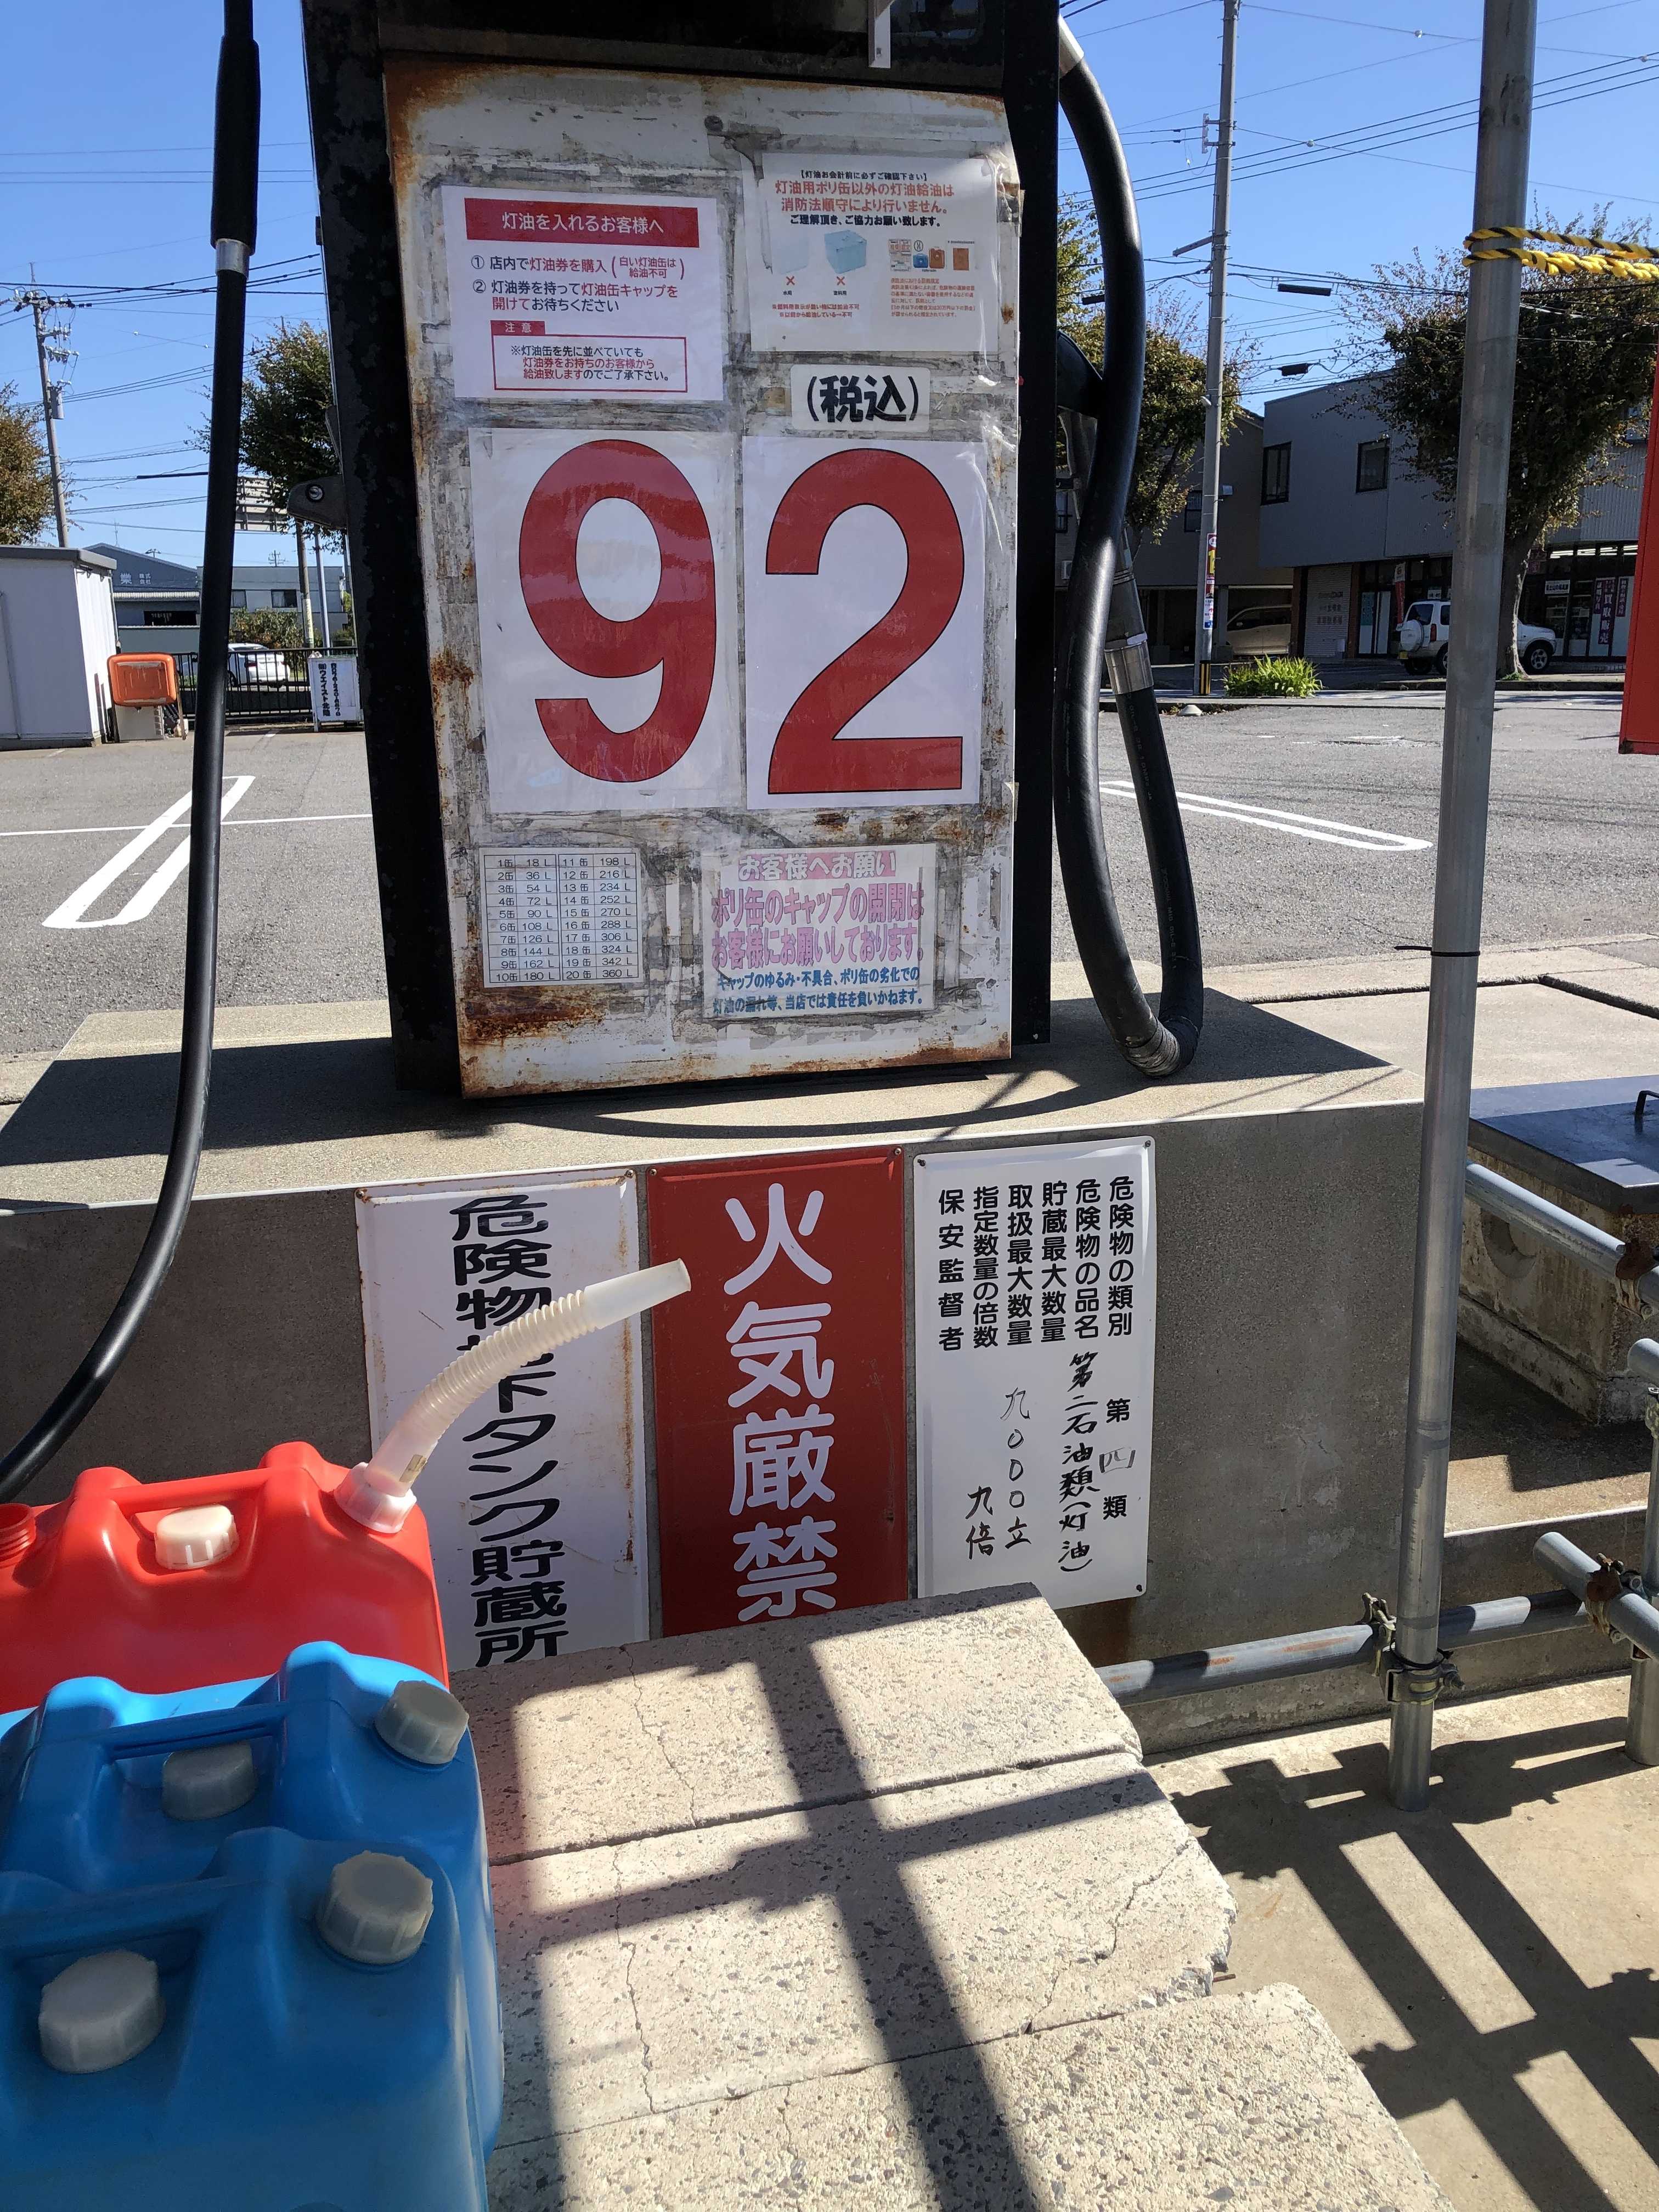 灯油を入れるお客様へ
① 店内で灯油券を購入(白い灯油缶は給油不可)
② 灯油券を持って灯油缶キャップを
開けてお待ちください
注意
※灯油缶を先に並べていても
灯油券をお持ちのお客様から
給油致しますのでご了承下さい。
【灯油お会計前に必ずご確認下さい】
灯油用ポリ缶以外の灯油給油は
消防法順守により行いません。
ご理解頂き、ご協力お願い致します。
(税込)
92
1缶 18 L 11缶 198 L
2缶 36 L 12缶 216 L
3缶 54 L 13缶 234 L
4缶 72 L 14缶 252 L
5缶 90 L 15缶 270 L
6缶 108 L 16缶 288 L
7缶 126 L 17缶 306 L
8缶 144 L 18缶 324 L
9缶 162 L 19缶 342 L
10缶 180 L 20缶 360 L
お客様へお願い
ポリ缶のキャップの開閉は
お客様にお願いしております。
キャップのゆるみ・不具合、ポリ缶の劣化での
灯油の漏れ等、当店では責任を負いかねます。
危険物の類別 第四類
危険物の品名 第二石油類(灯油)
貯蔵最大数量
取扱最大数量 九〇〇〇立
指定数量の倍数 九倍
保安監督者
火気厳禁
危険物地下タンク貯蔵所